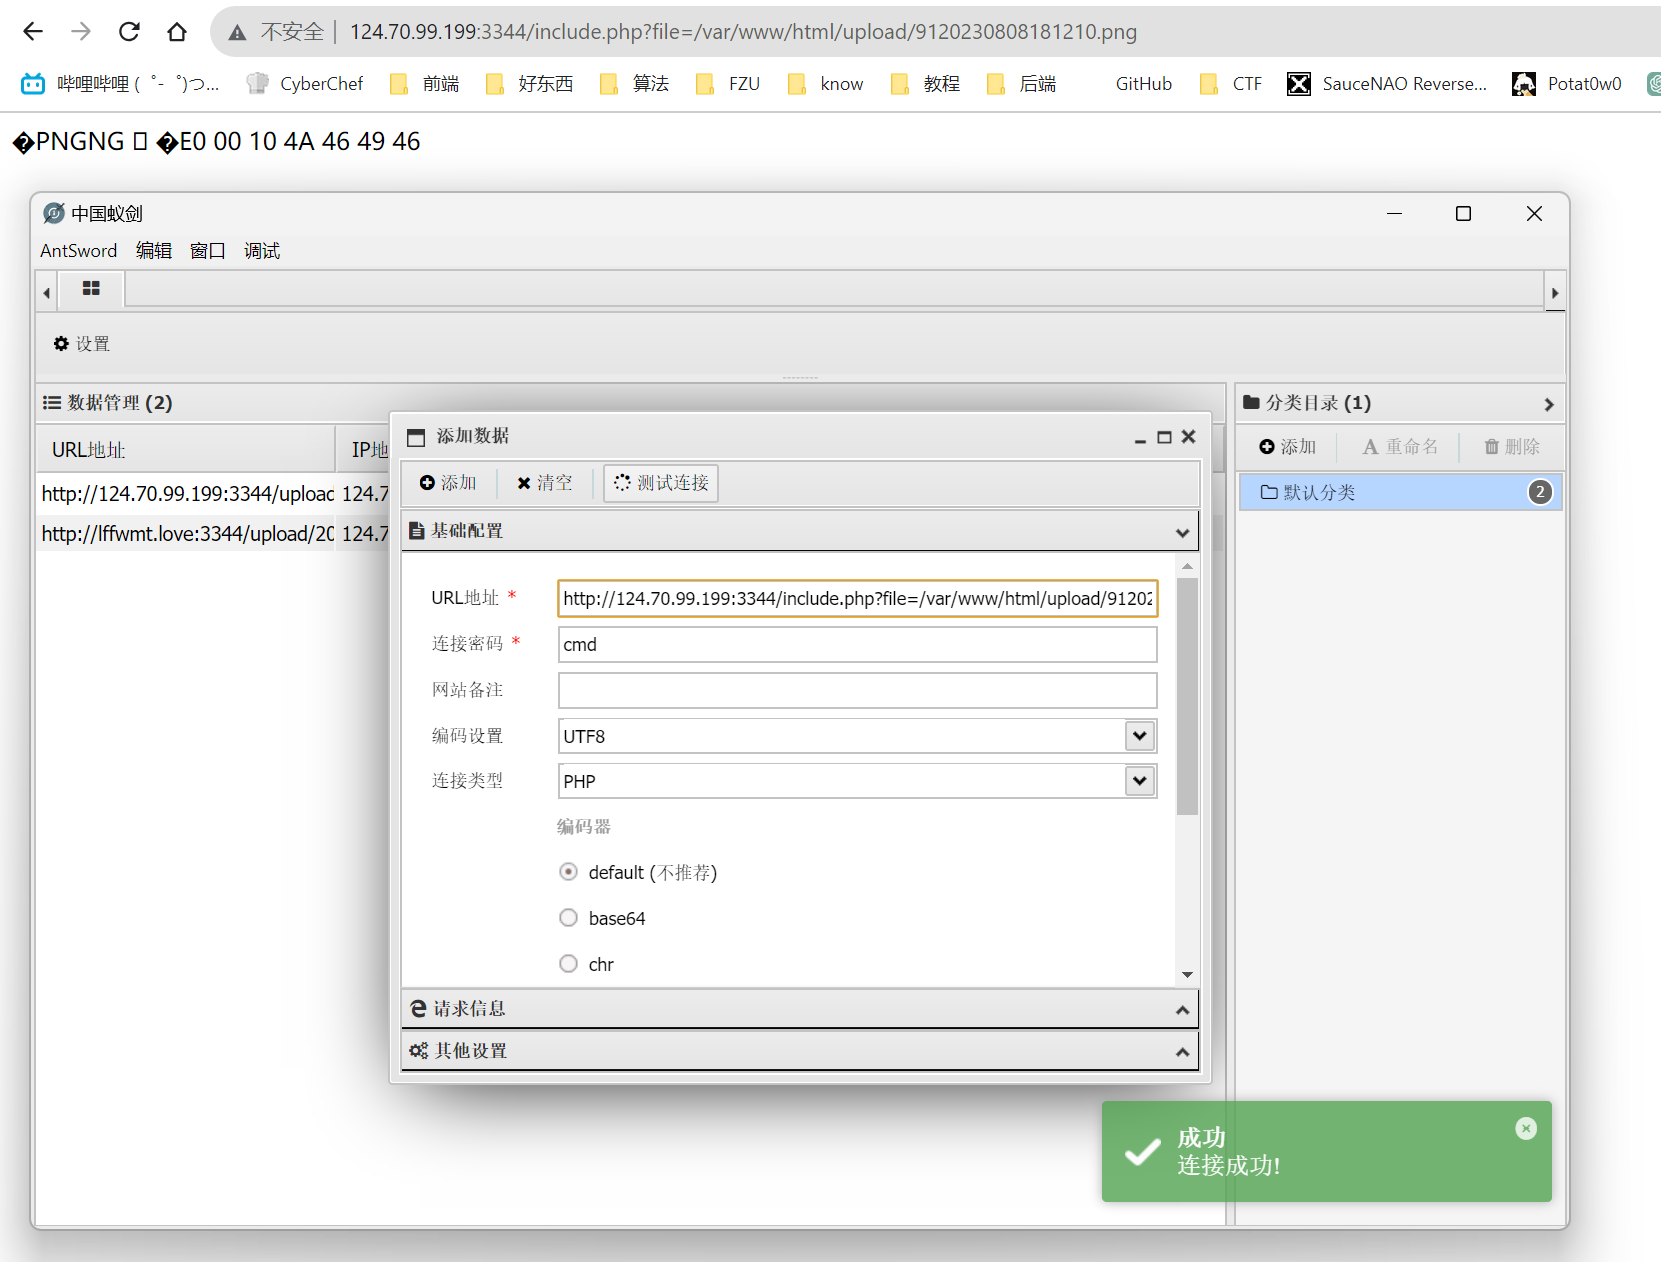 不安全 124.70.99.199:3344/include.php?file=/var/www/html/upload/9120230808181210.png
哔哩哔哩 (゜-゜)つ... CyberChef 前端 好东西 算法 FZU know 教程 后端 GitHub CTF SauceNAO Reverse... Potat0w0
�PNGNG �E0 00 10 4A 46 49 46
中国蚁剑
AntSword 编辑 窗口 调试
设置
数据管理 (2)
分类目录 (1)
URL地址 IP地
添加 重命名 删除
http://124.70.99.199:3344/upload 124.7
http://lffwmt.love:3344/upload/20 124.7
默认分类 2
添加数据
添加 清空 测试连接
基础配置
URL地址 * http://124.70.99.199:3344/include.php?file=/var/www/html/upload/91202
连接密码 * cmd
网站备注
编码设置 UTF8
连接类型 PHP
编码器
default (不推荐)
base64
chr
请求信息
其他设置
成功
连接成功!